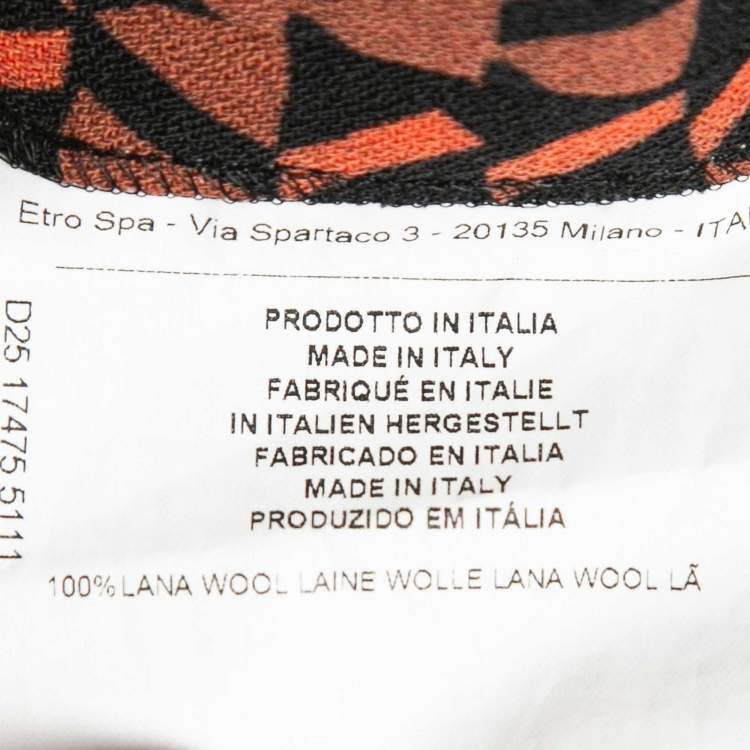 Etro Spa - Via Spartaco 3 - 20135 Milano - ITA
PRODOTTO IN ITALIA
MADE IN ITALY
FABRIQUÉ EN ITALIE
IN ITALIEN HERGESTELLT
FABRICADO EN ITALIA
MADE IN ITALY
PRODUZIDO EM ITÁLIA
100% LANA WOOL LAINE WOLLE LANA WOOL LÃ
D25 17475 5111